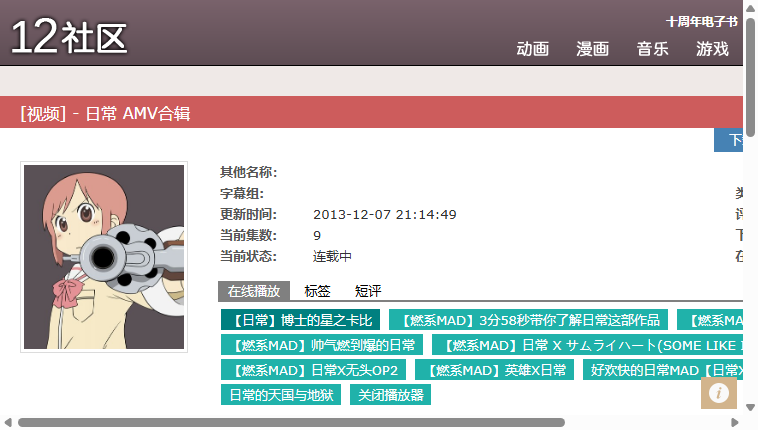 十周年电子书
12社区
动画 漫画 音乐 游戏
[视频] - 日常 AMV合辑
其他名称:
字幕组:
更新时间: 2013-12-07 21:14:49
当前集数: 9
当前状态: 连载中
在线播放 标签 短评
【日常】博士的星之卡比 【燃系MAD】3分58秒带你了解日常这部作品 【燃系MA
【燃系MAD】帅气燃到爆的日常 【燃系MAD】日常 X サムライハート(SOME LIKE
【燃系MAD】日常X无头OP2 【燃系MAD】英雄X日常 好欢快的日常MAD【日常X
日常的天国与地狱 关闭播放器